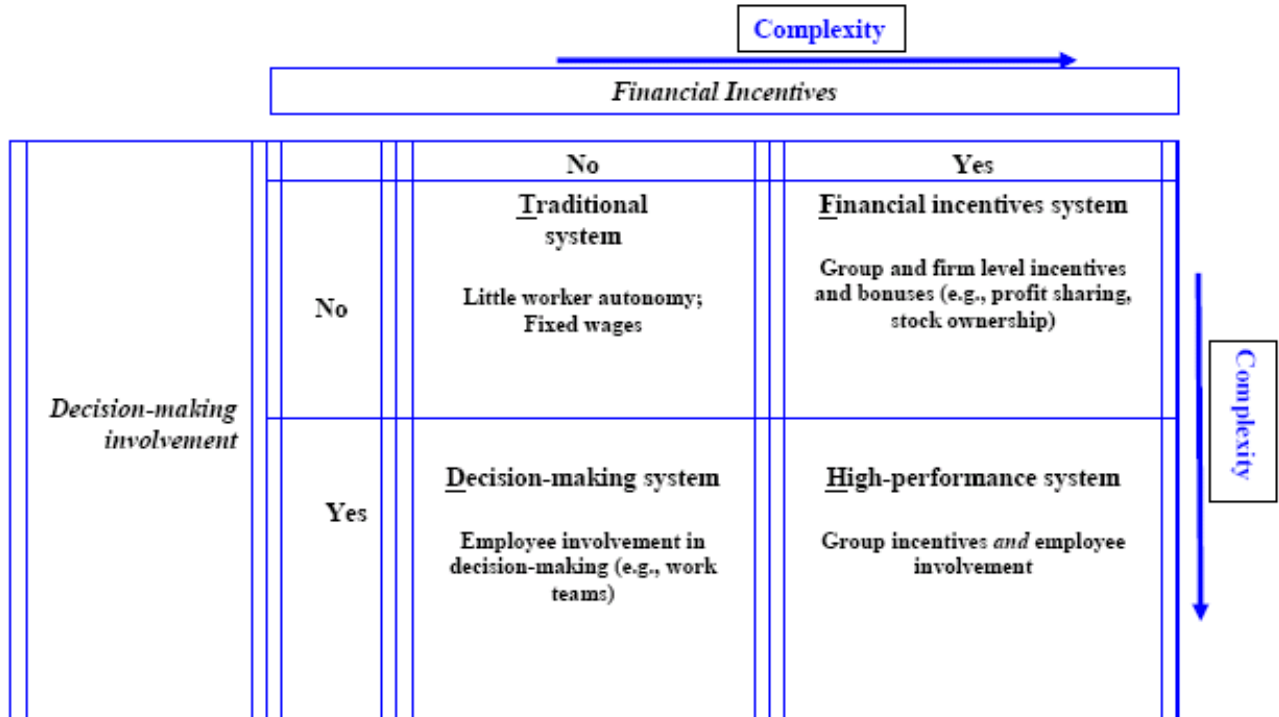 Complexity
Financial Incentives
No
Yes
Traditional
system
Little worker autonomy;
Fixed wages
Financial incentives system
Group and firm level incentives
and bonuses (e.g., profit sharing,
stock ownership)
No
Decision-making
involvement
Complexity
Yes
Decision-making system
Employee involvement in
decision-making (e.g., work
teams)
High-performance system
Group incentives and employee
involvement